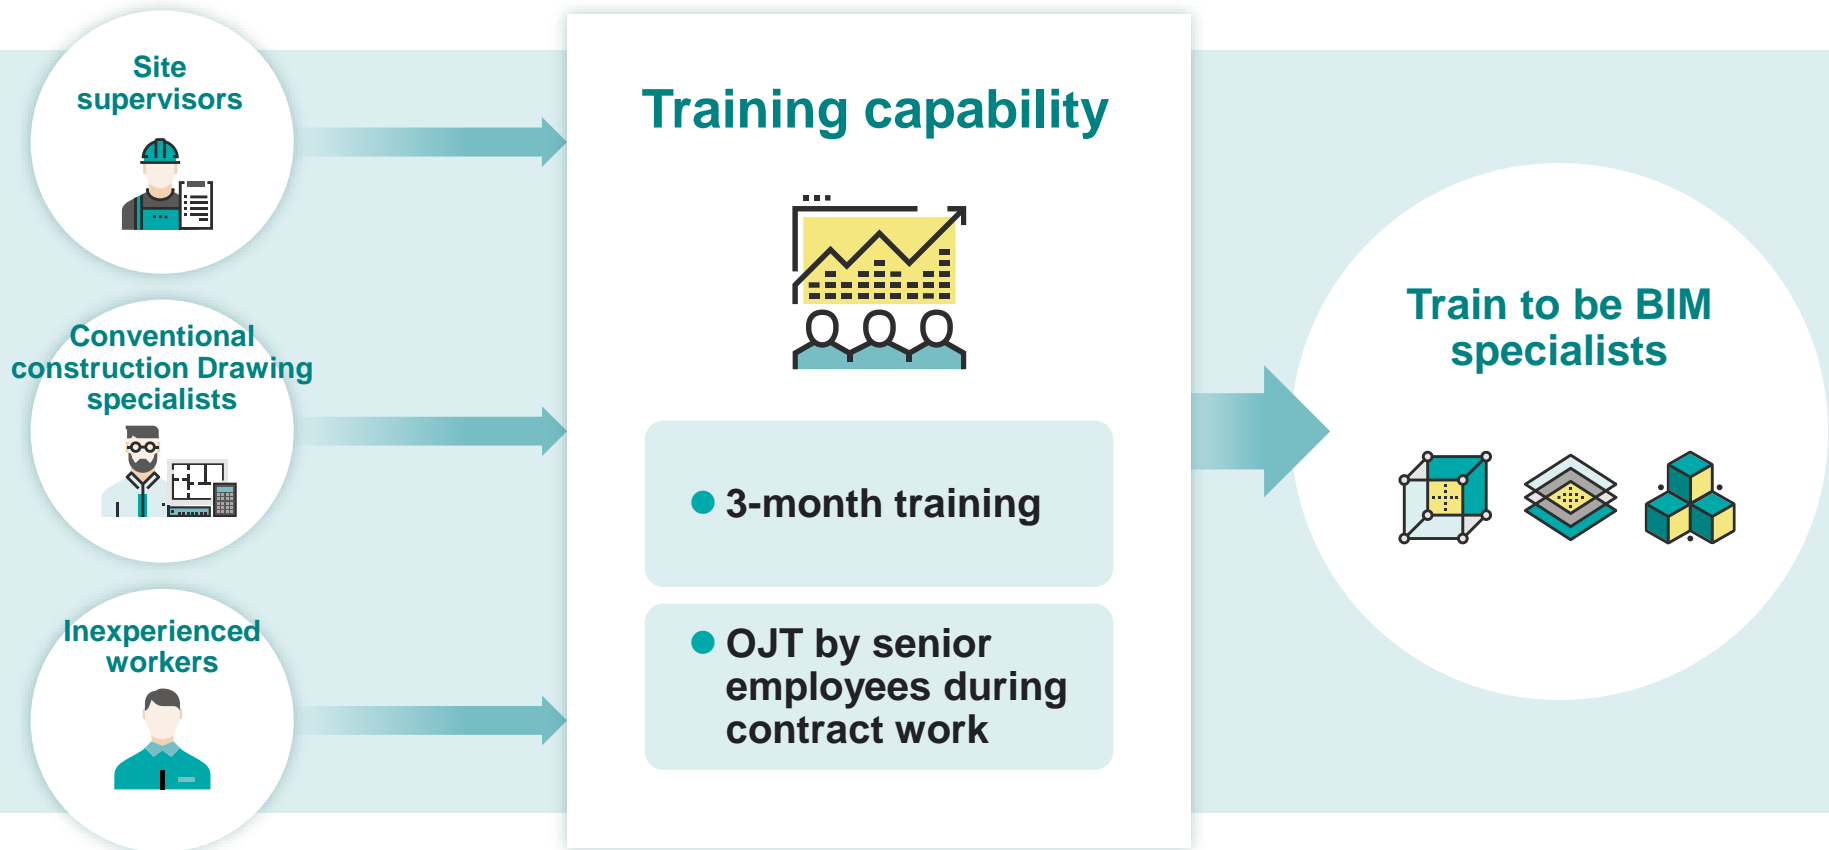 Site
supervisors
Conventional
construction Drawing
specialists
Inexperienced
workers
Training capability
3-month training
OJT by senior
employees during
contract work
Train to be BIM
specialists